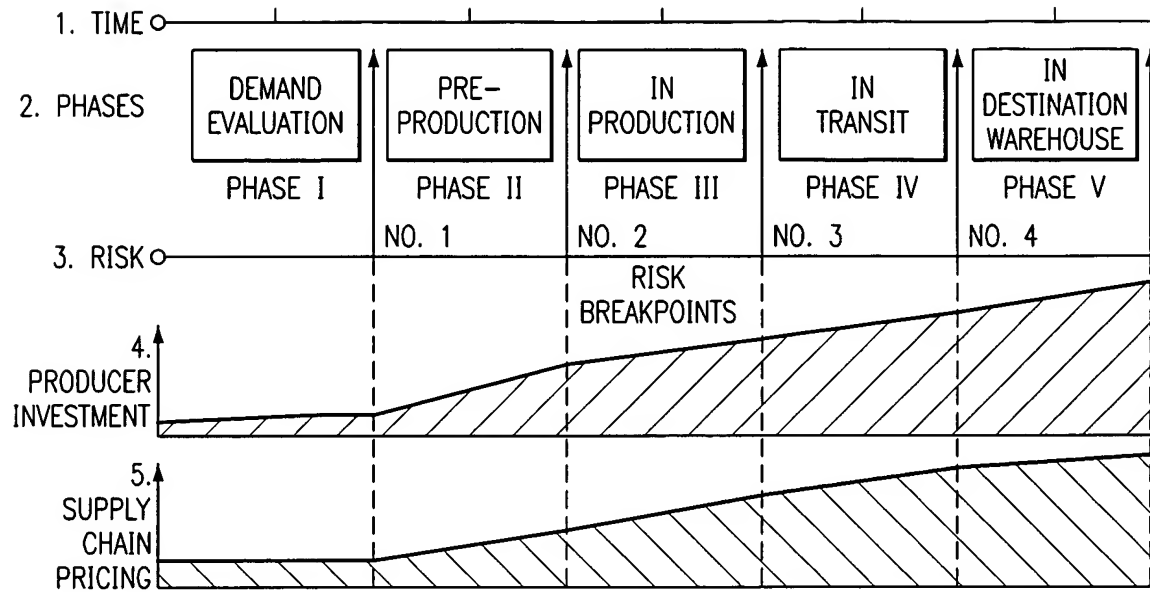 1. TIME
2. PHASES
DEMAND
EVALUATION
PHASE I
PRE-
PRODUCTION
PHASE II
IN
PRODUCTION
PHASE III
IN
TRANSIT
PHASE IV
IN
DESTINATION
WAREHOUSE
PHASE V
3. RISK
NO. 1
NO. 2
NO. 3
NO. 4
RISK
BREAKPOINTS
4.
PRODUCER
INVESTMENT
5.
SUPPLY
CHAIN
PRICING